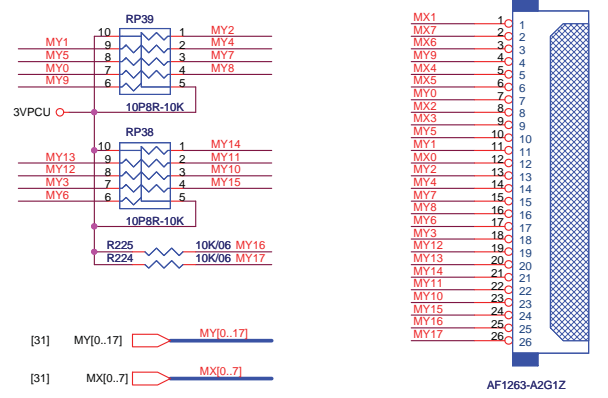 RP39
10 1 MY2
MY1 9 2 MY4
MY5 8 3 MY7
MY0 7 4 MY8
MY9 6 5
3VPCU 10P8R-10K
RP38
10 1 MY14
MY13 9 2 MY11
MY12 8 3 MY10
MY3 7 4 MY15
MY6 6 5
10P8R-10K
R225 10K/06 MY16
R224 10K/06 MY17
[31] MY[0..17] MY[0..17]
[31] MX[0..7] MX[0..7]
MX1 1 1
MX7 2 2
MX6 3 3
MY9 4 4
MX4 5 5
MX5 6 6
MY0 7 7
MX2 8 8
MX3 9 9
MY5 10 10
MY1 11 11
MX0 12 12
MY2 13 13
MY4 14 14
MY7 15 15
MY8 16 16
MY6 17 17
MY3 18 18
MY12 19 19
MY13 20 20
MY14 21 21
MY11 22 22
MY10 23 23
MY15 24 24
MY16 25 25
MY17 26 26
AF1263-A2G1Z